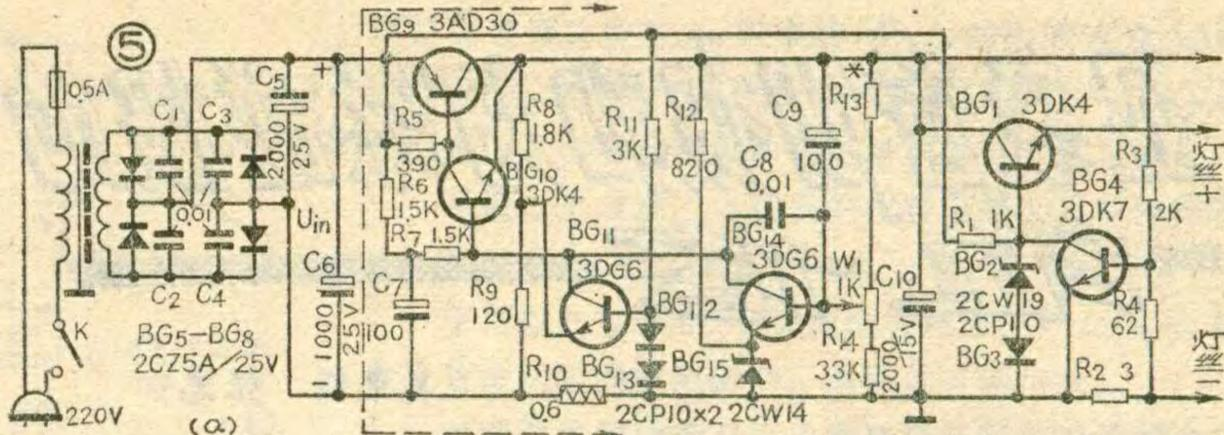 ⑤
0.5A
C1
C3
0.01
C2
C4
BG5—BG8
2CZ5A/25V
K
220V
(a)
C5
2000
25V
+
Uin
C6
1000
25V
−
BG9 3AD30
R5
390
R6
1.5K
R7
1.5K
C7
100
R8
1.8K
BG10
3DK4
BG11
3DG6
R9
120
R10
0.6
R11
3K
BG12
BG13
2CP10×2
R12
820
C8
0.01
BG14
3DG6
BG15
2CW14
C9
100
*
R13
W1
1K
R14
.33K
C10
200/15V
BG1
3DK4
R1
1K
BG2
2CW19
2CP10
BG3
BG4
3DK7
R3
2K
R4
62
R2
3
灯丝
+
灯丝
−